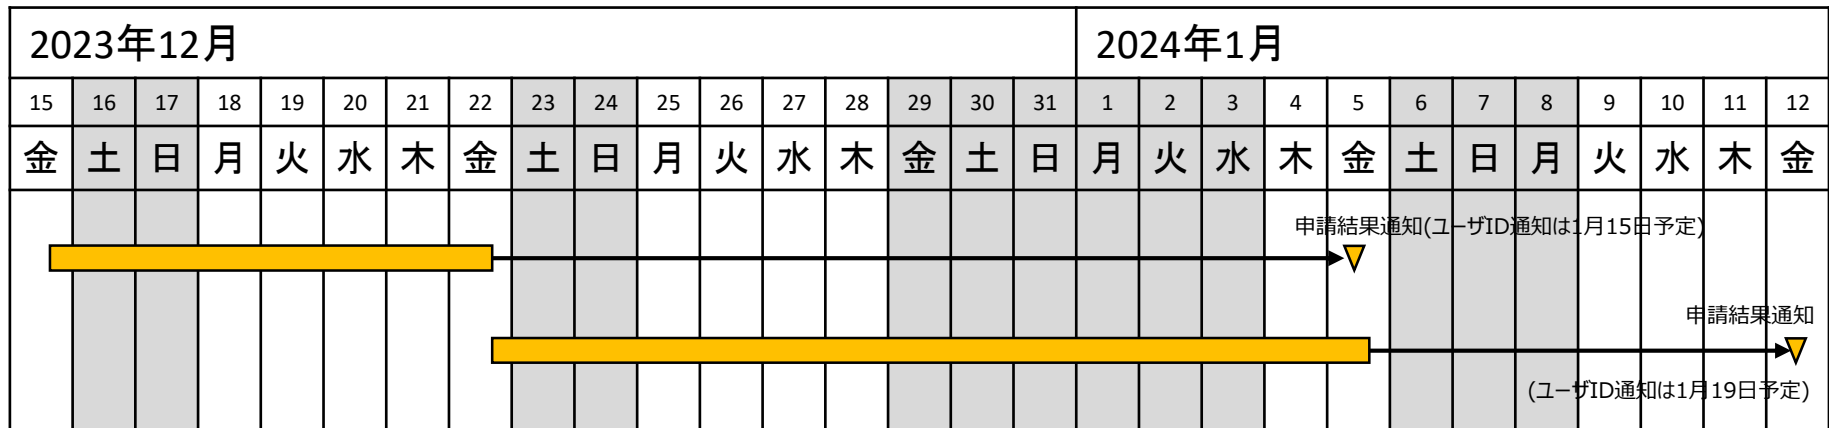 2023年12月 2024年1月
15 16 17 18 19 20 21 22 23 24 25 26 27 28 29 30 31 1 2 3 4 5 6 7 8 9 10 11 12
金 土 日 月 火 水 木 金 土 日 月 火 水 木 金 土 日 月 火 水 木 金 土 日 月 火 水 木 金
申請結果通知(ユーザID通知は1月15日予定)
申請結果通知
(ユーザID通知は1月19日予定)